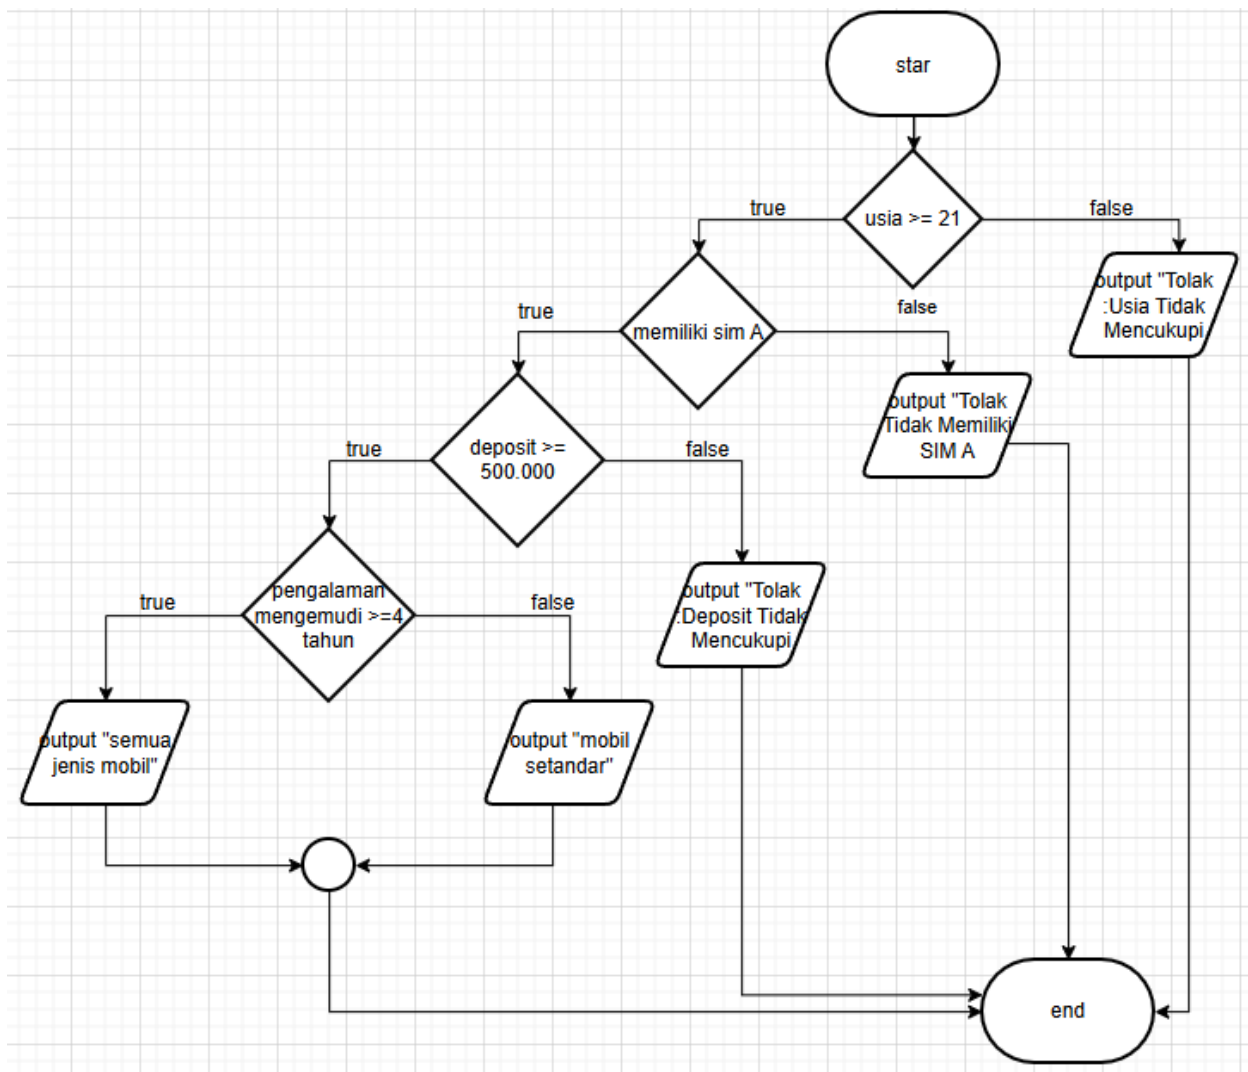 star
usia >= 21
true
false
output "Tolak
:Usia Tidak
Mencukupi
memiliki sim A
true
false
output "Tolak
Tidak Memiliki
SIM A
deposit >=
500.000
true
false
output "Tolak
:Deposit Tidak
Mencukupi
pengalaman
mengemudi >=4
tahun
true
false
output "semua
jenis mobil"
output "mobil
setandar"
end